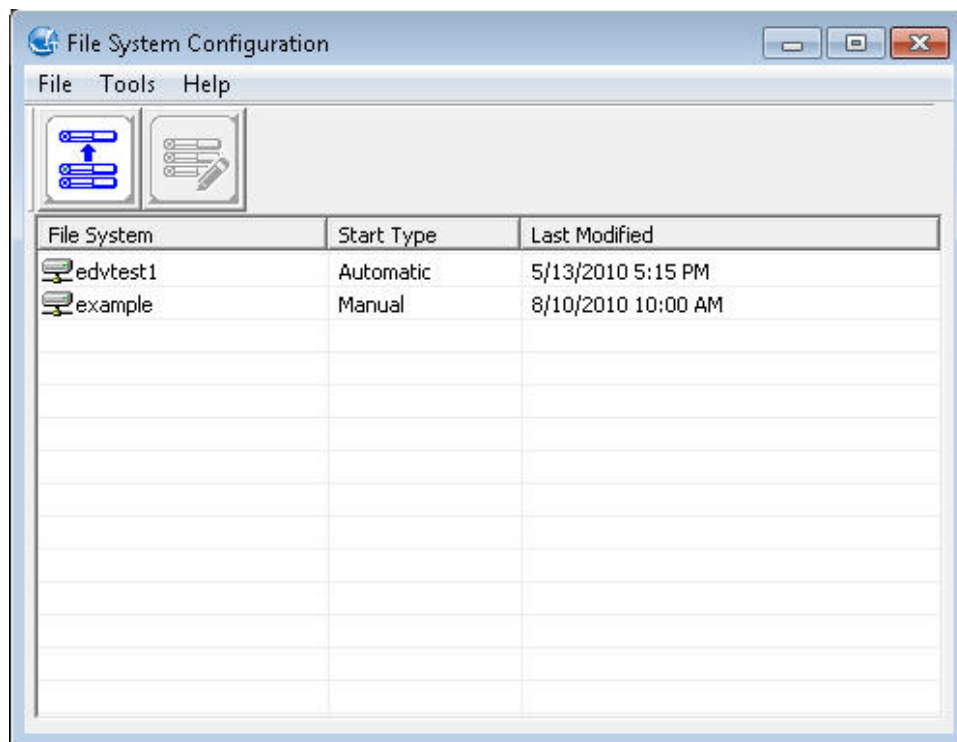 File System Configuration
File Tools Help
File System Start Type Last Modified
edvtest1 Automatic 5/13/2010 5:15 PM
example Manual 8/10/2010 10:00 AM